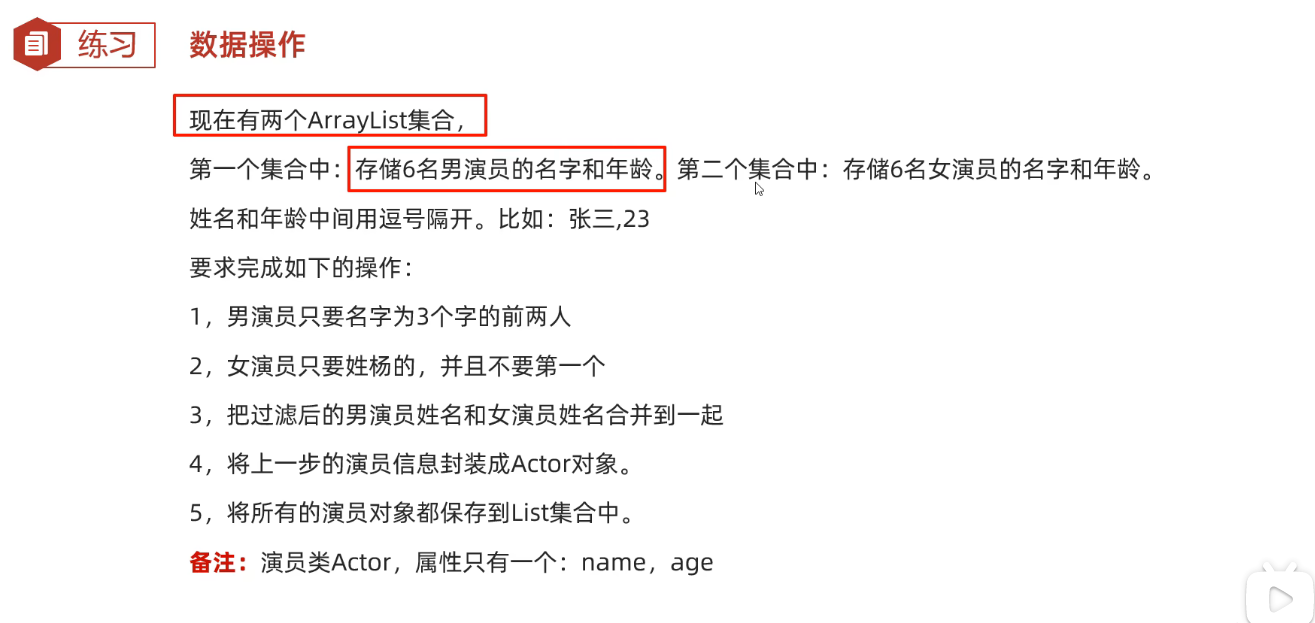 练习 数据操作
现在有两个ArrayList集合，
第一个集合中：存储6名男演员的名字和年龄。第二个集合中：存储6名女演员的名字和年龄。
姓名和年龄中间用逗号隔开。比如：张三,23
要求完成如下的操作：
1，男演员只要名字为3个字的前两人
2，女演员只要姓杨的，并且不要第一个
3，把过滤后的男演员姓名和女演员姓名合并到一起
4，将上一步的演员信息封装成Actor对象。
5，将所有的演员对象都保存到List集合中。
备注：演员类Actor，属性只有一个：name，age